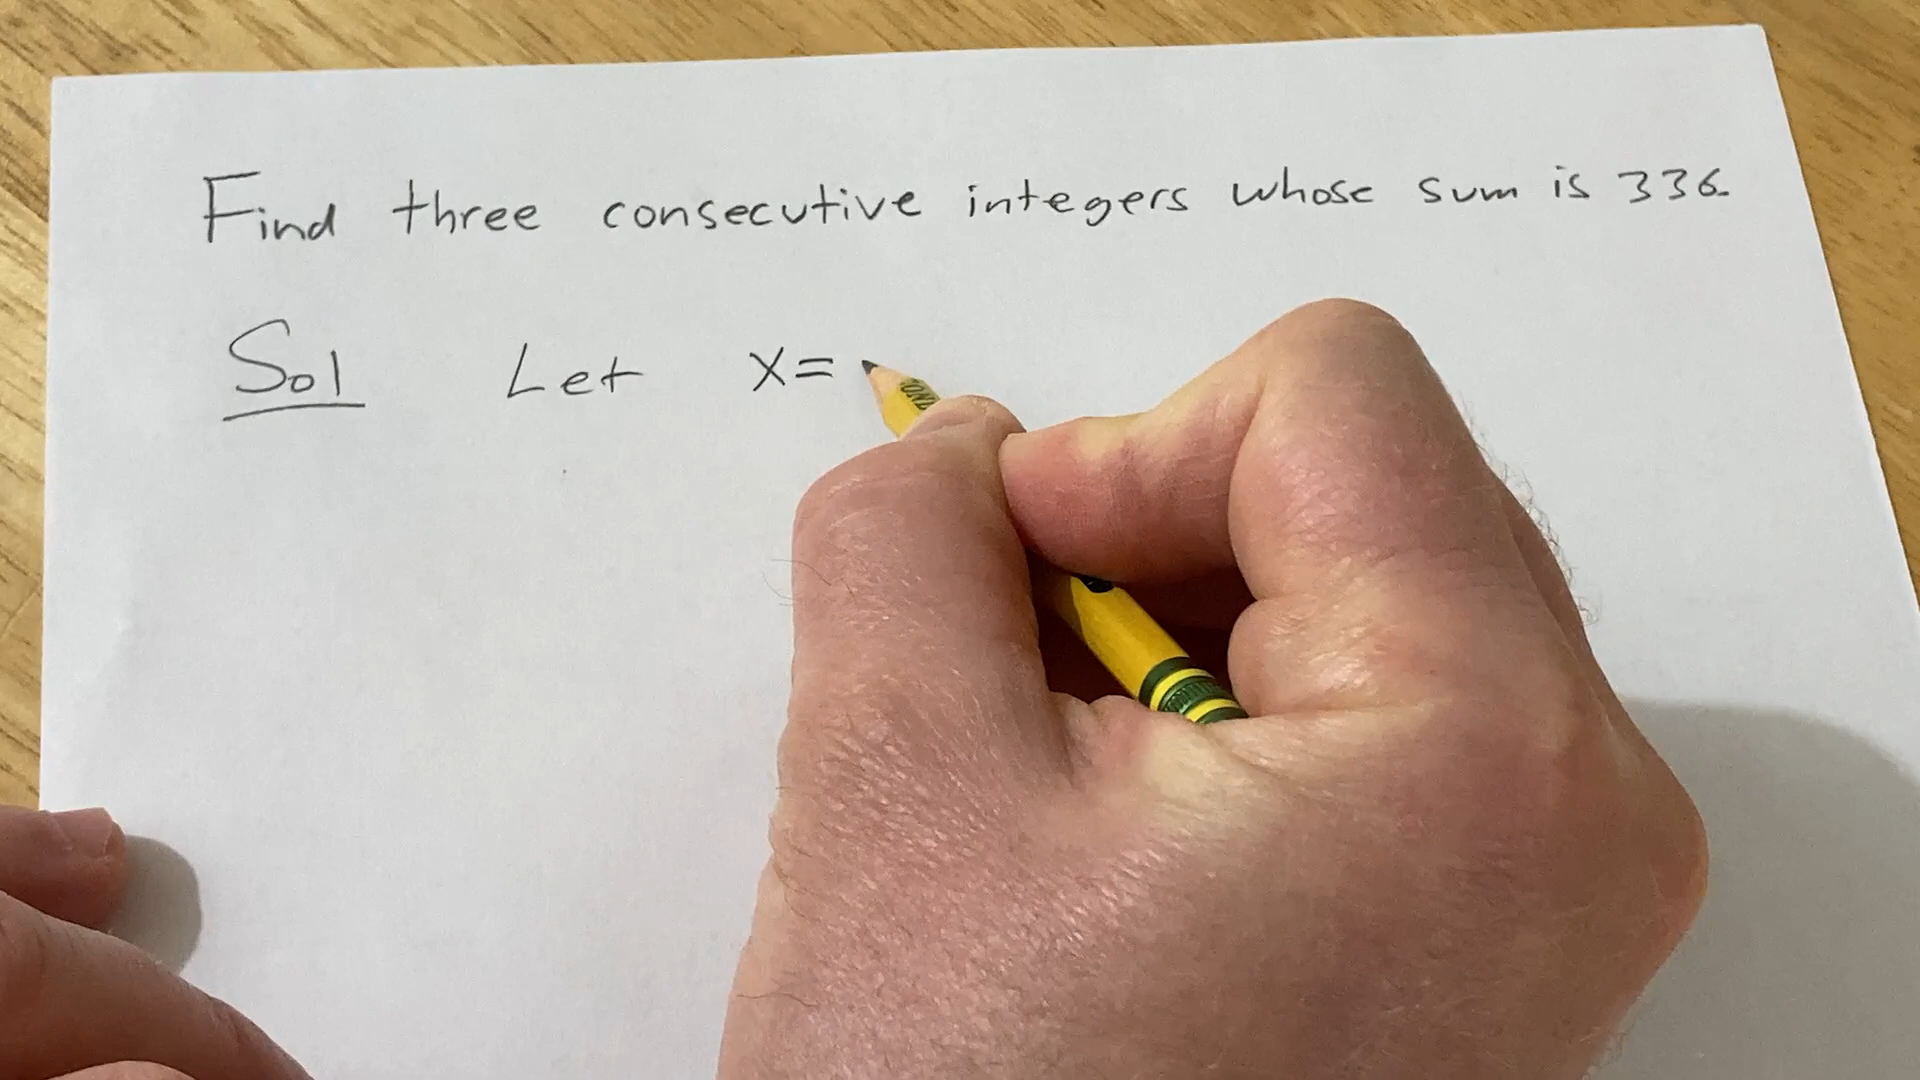 Find three consecutive integers whose sum is 336.
Sol Let x=